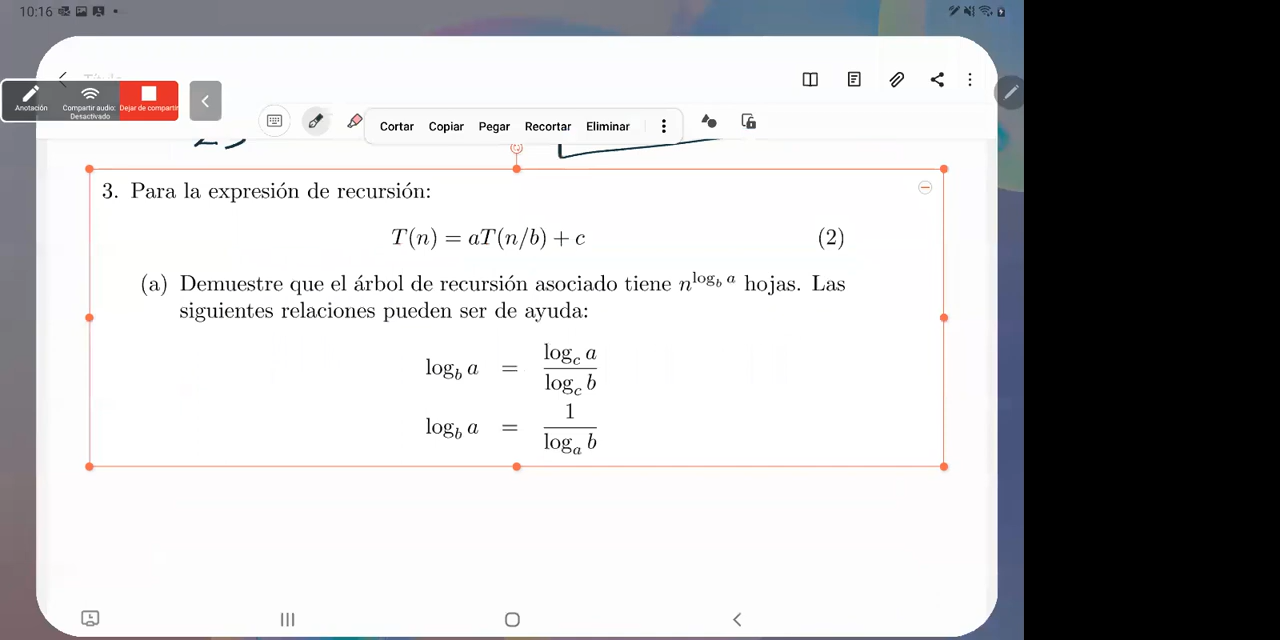 10:16
Título
Anotación
Compartir audio:
Desactivado
Dejar de compartir
Cortar Copiar Pegar Recortar Eliminar
3. Para la expresión de recursión:
T(n) = aT(n/b) + c (2)
(a) Demuestre que el árbol de recursión asociado tiene n^{log_b a} hojas. Las
siguientes relaciones pueden ser de ayuda:
log_b a = log_c a / log_c b
log_b a = 1 / log_a b